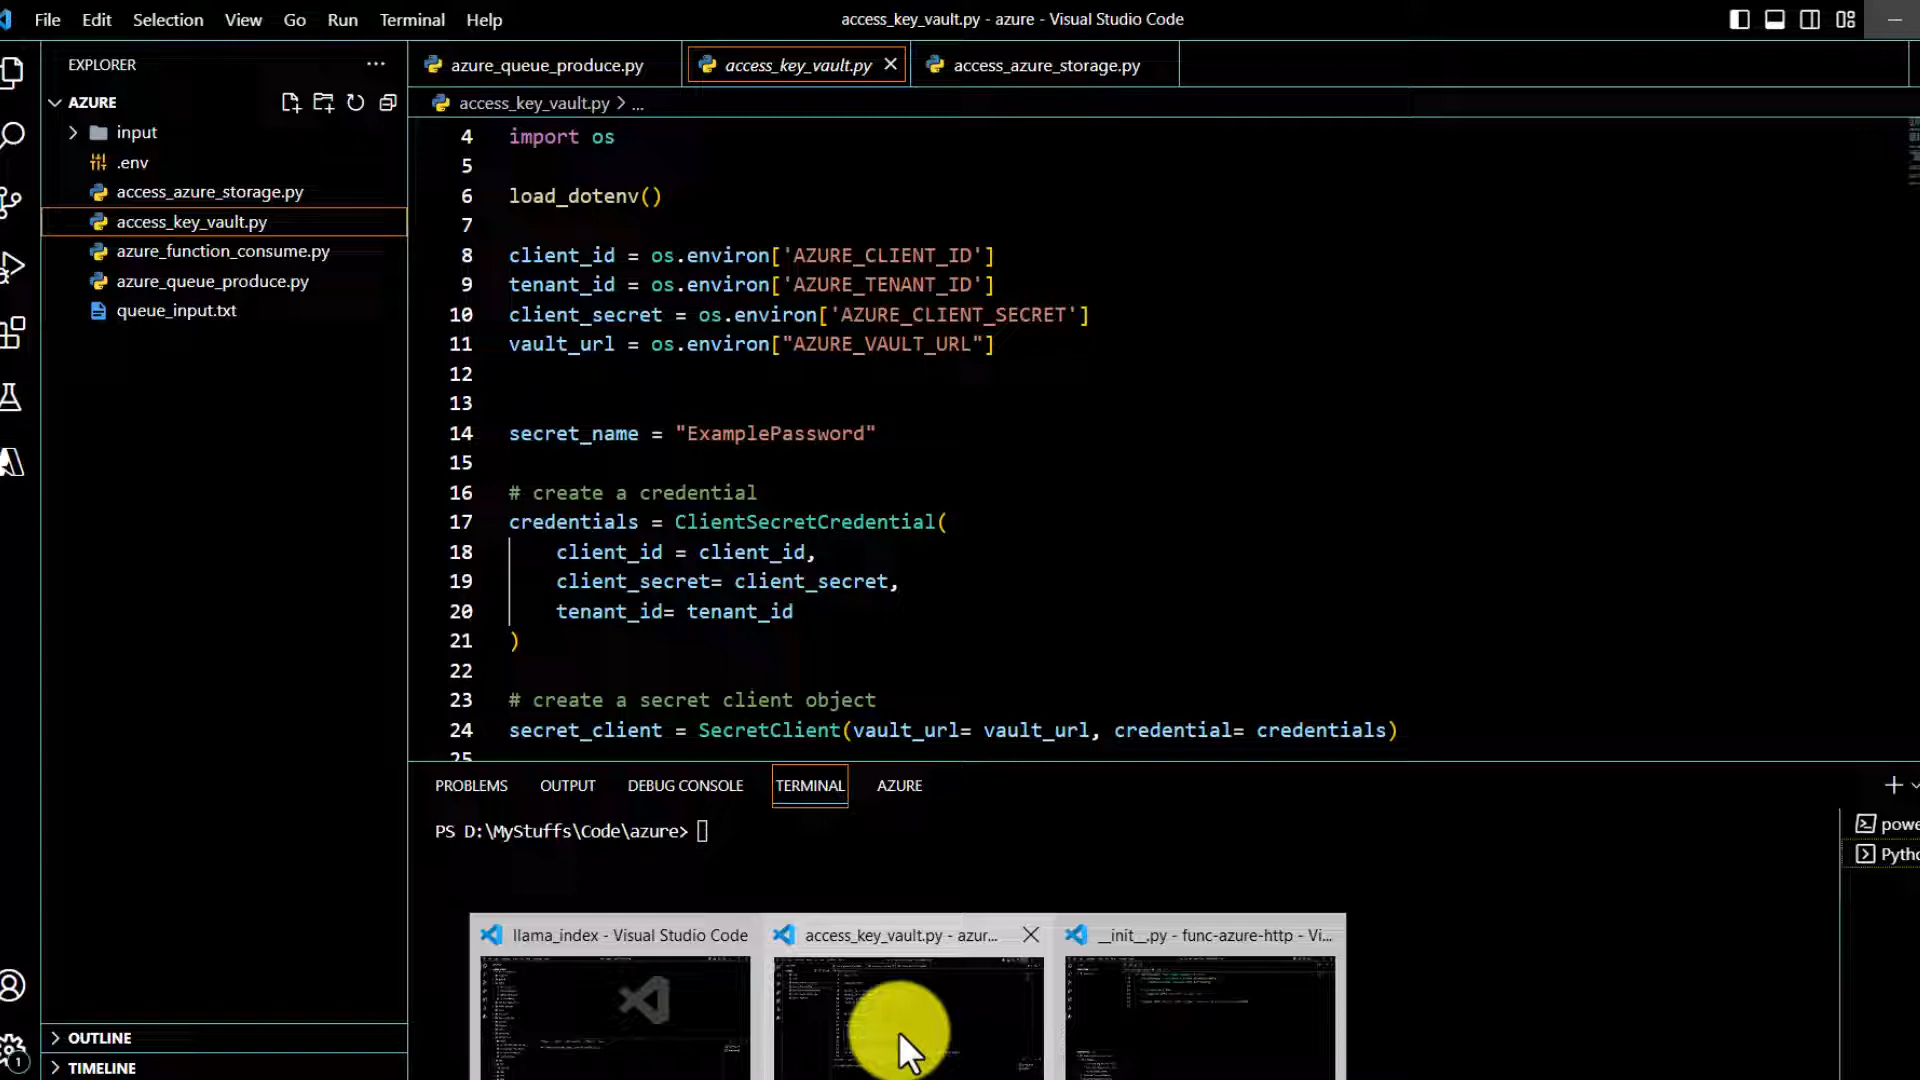 File Edit Selection View Go Run Terminal Help
access_key_vault.py - azure - Visual Studio Code
EXPLORER
AZURE
input
.env
access_azure_storage.py
access_key_vault.py
azure_function_consume.py
azure_queue_produce.py
queue_input.txt
OUTLINE
TIMELINE
1
azure_queue_produce.py access_key_vault.py access_azure_storage.py
access_key_vault.py > ...
4 import os
5
6 load_dotenv()
7
8 client_id = os.environ['AZURE_CLIENT_ID']
9 tenant_id = os.environ['AZURE_TENANT_ID']
10 client_secret = os.environ['AZURE_CLIENT_SECRET']
11 vault_url = os.environ["AZURE_VAULT_URL"]
12
13
14 secret_name = "ExamplePassword"
15
16 # create a credential
17 credentials = ClientSecretCredential(
18 client_id = client_id,
19 client_secret= client_secret,
20 tenant_id= tenant_id
21 )
22
23 # create a secret client object
24 secret_client = SecretClient(vault_url= vault_url, credential= credentials)
25
PROBLEMS OUTPUT DEBUG CONSOLE TERMINAL AZURE
PS D:\MyStuffs\Code\azure>
powe
Pytho
llama_index - Visual Studio Code
access_key_vault.py - azur...
__init__.py - func-azure-http - Vi...